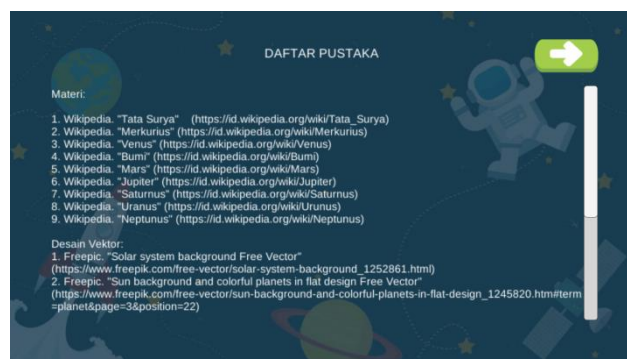 DAFTAR PUSTAKA
Materi:
1. Wikipedia. "Tata Surya" (https://id.wikipedia.org/wiki/Tata_Surya)
2. Wikipedia. "Merkurius" (https://id.wikipedia.org/wiki/Merkurius)
3. Wikipedia. "Venus" (https://id.wikipedia.org/wiki/Venus)
4. Wikipedia. "Bumi" (https://id.wikipedia.org/wiki/Bumi)
5. Wikipedia. "Mars" (https://id.wikipedia.org/wiki/Mars)
6. Wikipedia. "Jupiter" (https://id.wikipedia.org/wiki/Jupiter)
7. Wikipedia. "Saturnus" (https://id.wikipedia.org/wiki/Saturnus)
8. Wikipedia. "Uranus" (https://id.wikipedia.org/wiki/Urunus)
9. Wikipedia. "Neptunus" (https://id.wikipedia.org/wiki/Neptunus)
Desain Vektor:
1. Freepic. "Solar system background Free Vector"
(https://www.freepik.com/free-vector/solar-system-background_1252861.html)
2. Freepic. "Sun background and colorful planets in flat design Free Vector"
(https://www.freepik.com/free-vector/sun-background-and-colorful-planets-in-flat-design_1245820.htm#term
=planet&page=3&position=22)